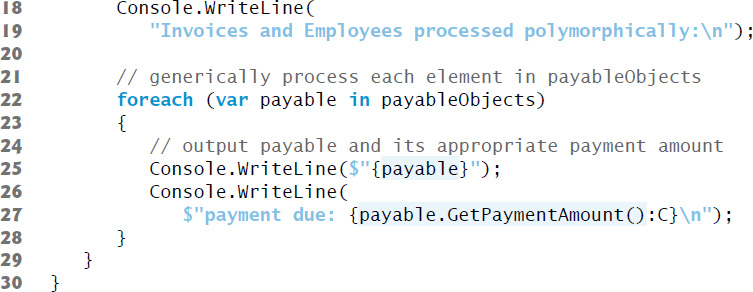 18 Console.WriteLine(
19 "Invoices and Employees processed polymorphically:\n");
20
21 // generically process each element in payableObjects
22 foreach (var payable in payableObjects)
23 {
24 // output payable and its appropriate payment amount
25 Console.WriteLine($"{payable}");
26 Console.WriteLine(
27 $"payment due: {payable.GetPaymentAmount():C}\n");
28 }
29 }
30 }